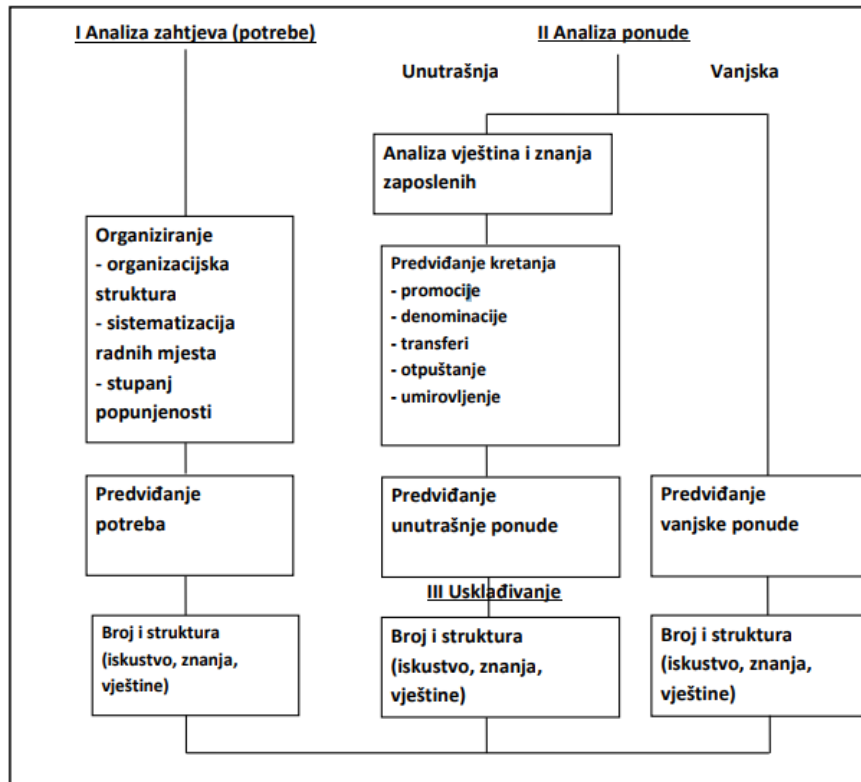 I Analiza zahtjeva (potrebe)
II Analiza ponude
Unutrašnja
Vanjska
Analiza vještina i znanja
zaposlenih
Organiziranje
- organizacijska
struktura
- sistematizacija
radnih mjesta
- stupanj
popunjenosti
Predviđanje kretanja
- promocije
- denominacije
- transferi
- otpuštanje
- umirovljenje
Predviđanje
potreba
Predviđanje
unutrašnje ponude
Predviđanje
vanjske ponude
III Usklađivanje
Broj i struktura
(iskustvo, znanja,
vještine)
Broj i struktura
(iskustvo, znanja,
vještine)
Broj i struktura
(iskustvo, znanja,
vještine)